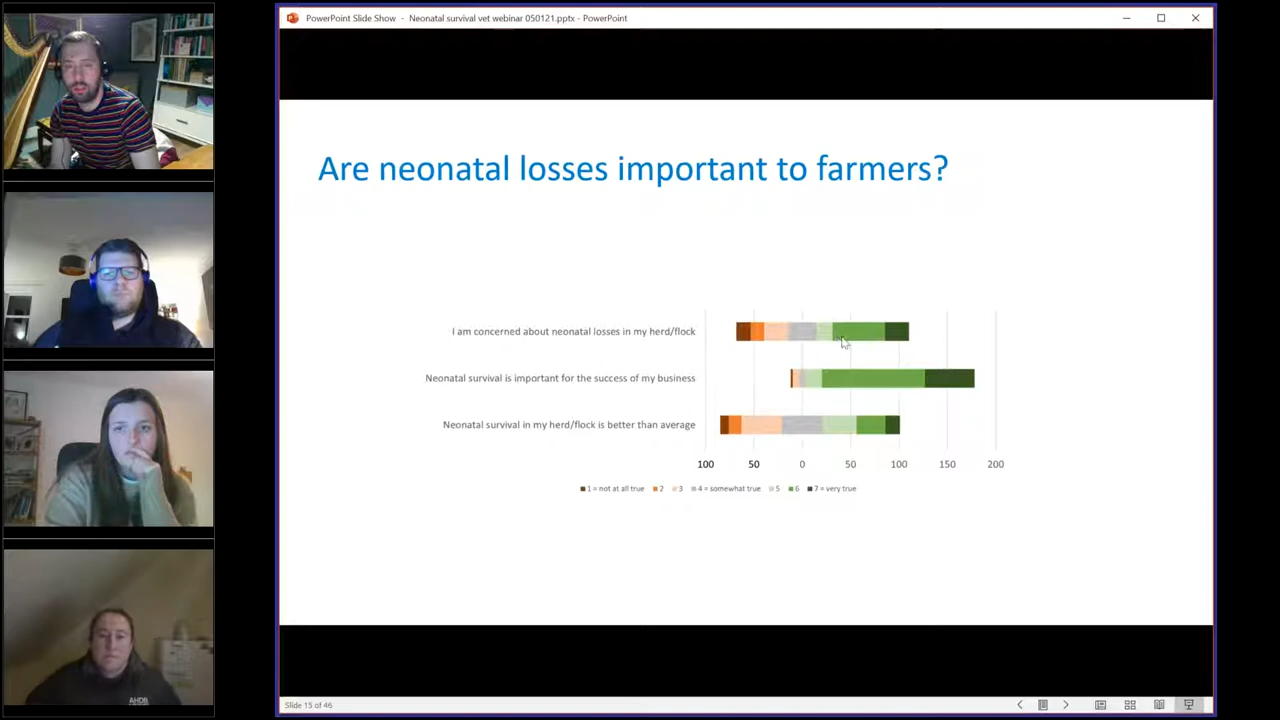 PowerPoint Slide Show - Neonatal survival vet webinar 050121.pptx - PowerPoint
Are neonatal losses important to farmers?
I am concerned about neonatal losses in my herd/flock
Neonatal survival is important for the success of my business
Neonatal survival in my herd/flock is better than average
100 50 0 50 100 150 200
1 = not at all true 2 3 4 = somewhat true 5 6 7 = very true
AHDB
Slide 15 of 46